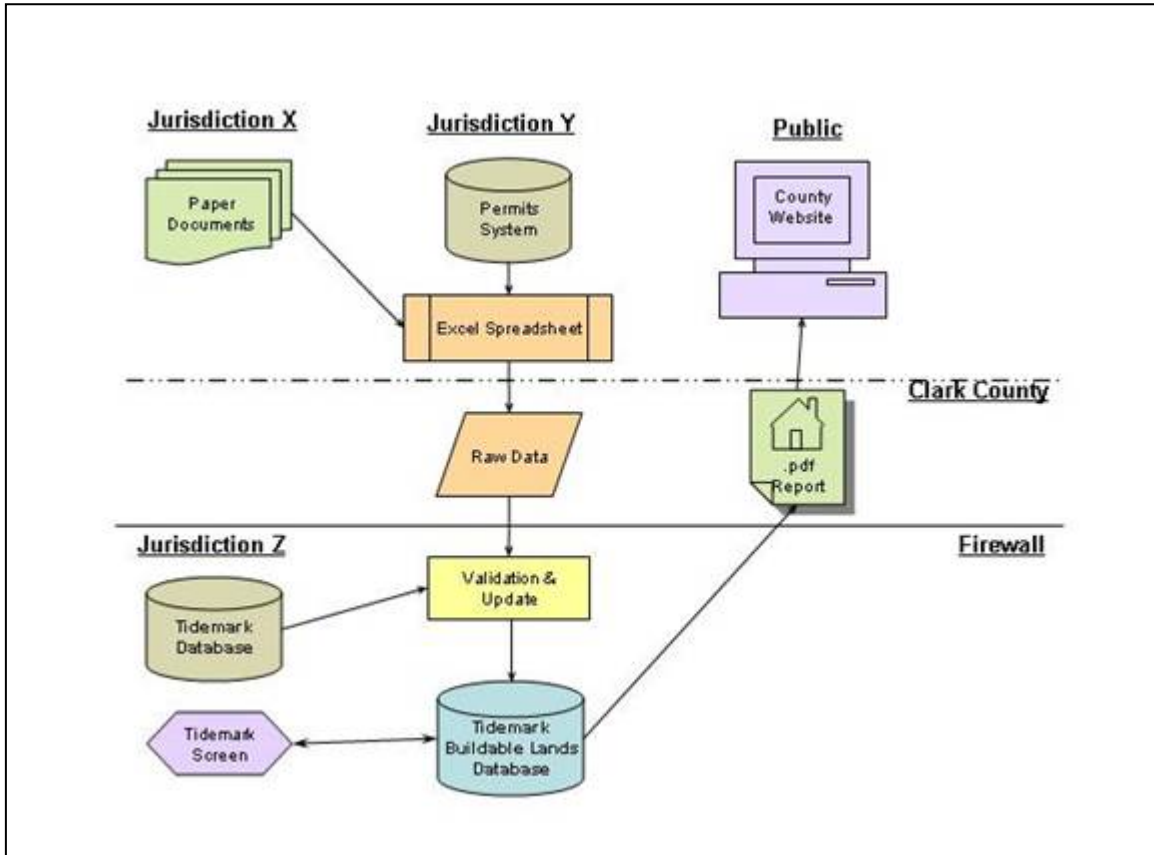 Jurisdiction X
Jurisdiction Y
Public
Paper
Documents
Permits
System
County
Website
Excel Spreadsheet
Clark County
Raw Data
.pdf
Report
Jurisdiction Z
Firewall
Validation &
Update
Tidemark
Database
Tidemark
Screen
Tidemark
Buildable Lands
Database